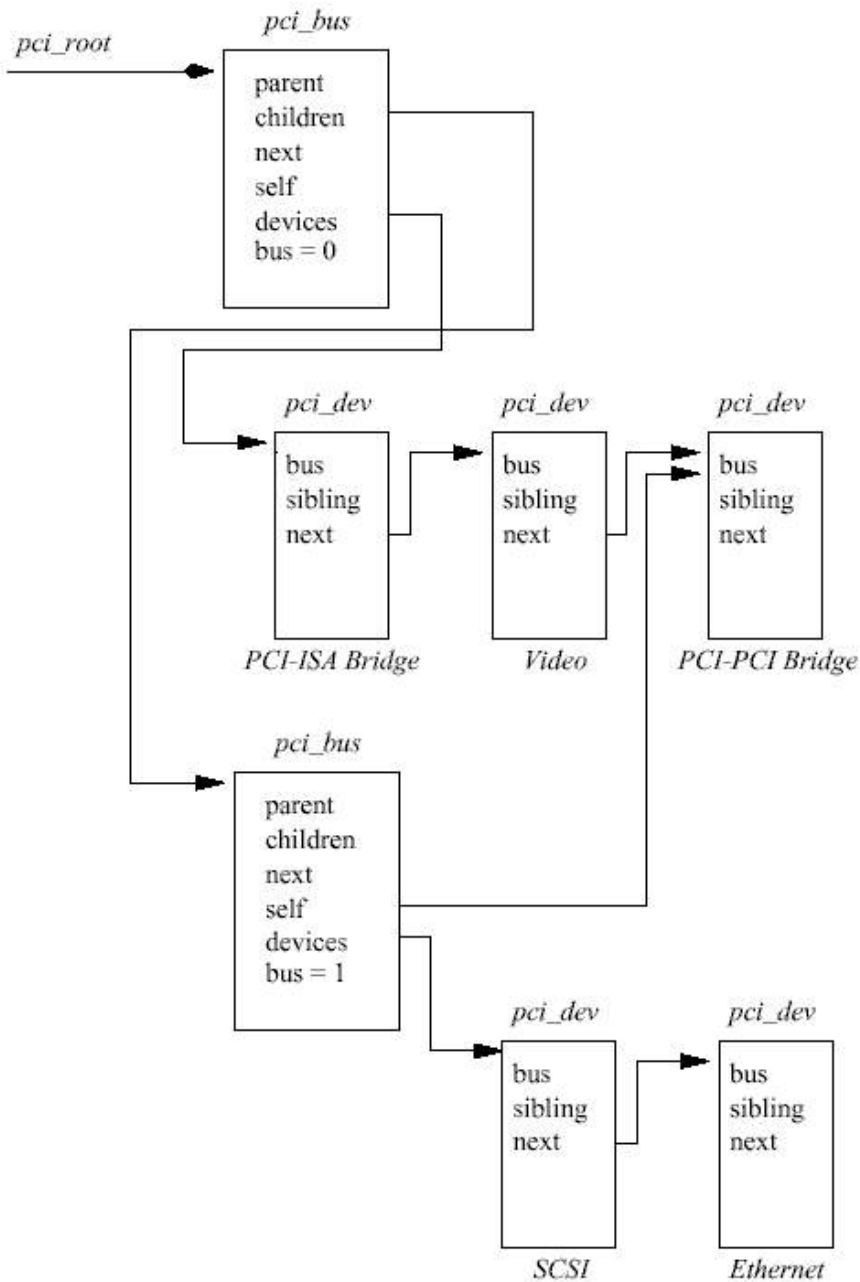 pci_bus
pci_root
parent
children
next
self
devices
bus = 0
pci_dev
pci_dev
pci_dev
bus
sibling
next
bus
sibling
next
bus
sibling
next
PCI-ISA Bridge
Video
PCI-PCI Bridge
pci_bus
parent
children
next
self
devices
bus = 1
pci_dev
pci_dev
bus
sibling
next
bus
sibling
next
SCSI
Ethernet